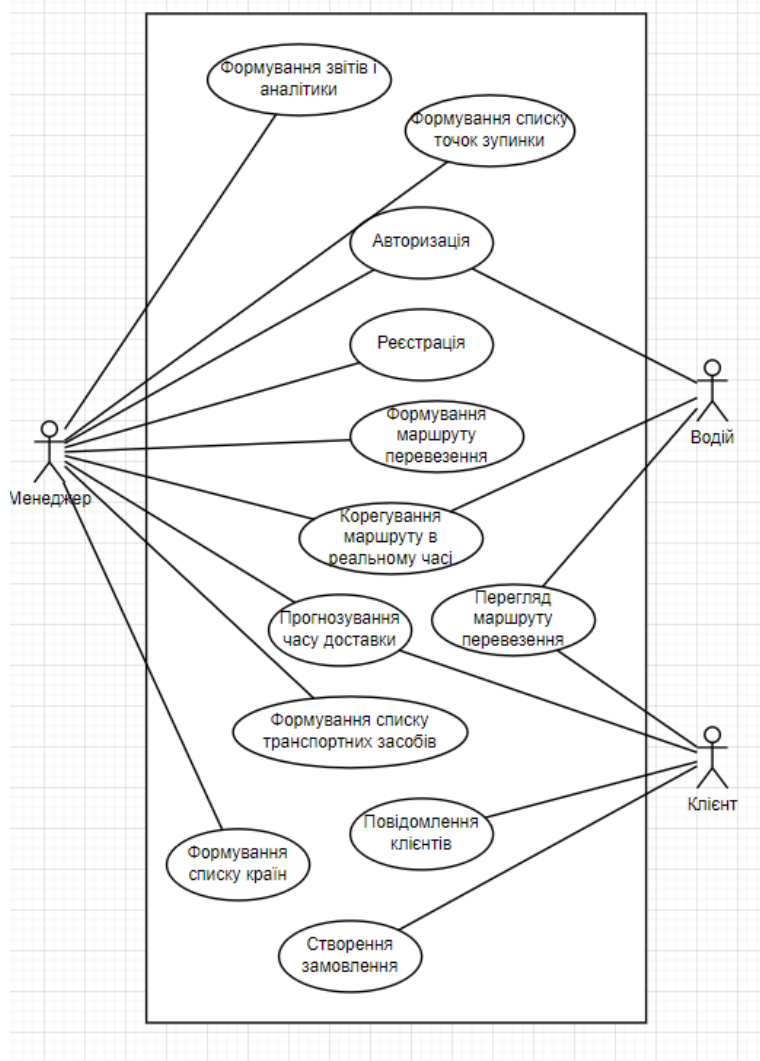 Формування звітів і
аналітики
Формування списку
точок зупинки
Авторизація
Реєстрація
Формування
маршруту
перевезення
Водій
Менеджер
Корегування
маршруту в
реальному часі
Перегляд
маршруту
перевезення
Прогнозування
часу доставки
Формування списку
транспортних засобів
Клієнт
Повідомлення
клієнтів
Формування
списку країн
Створення
замовлення